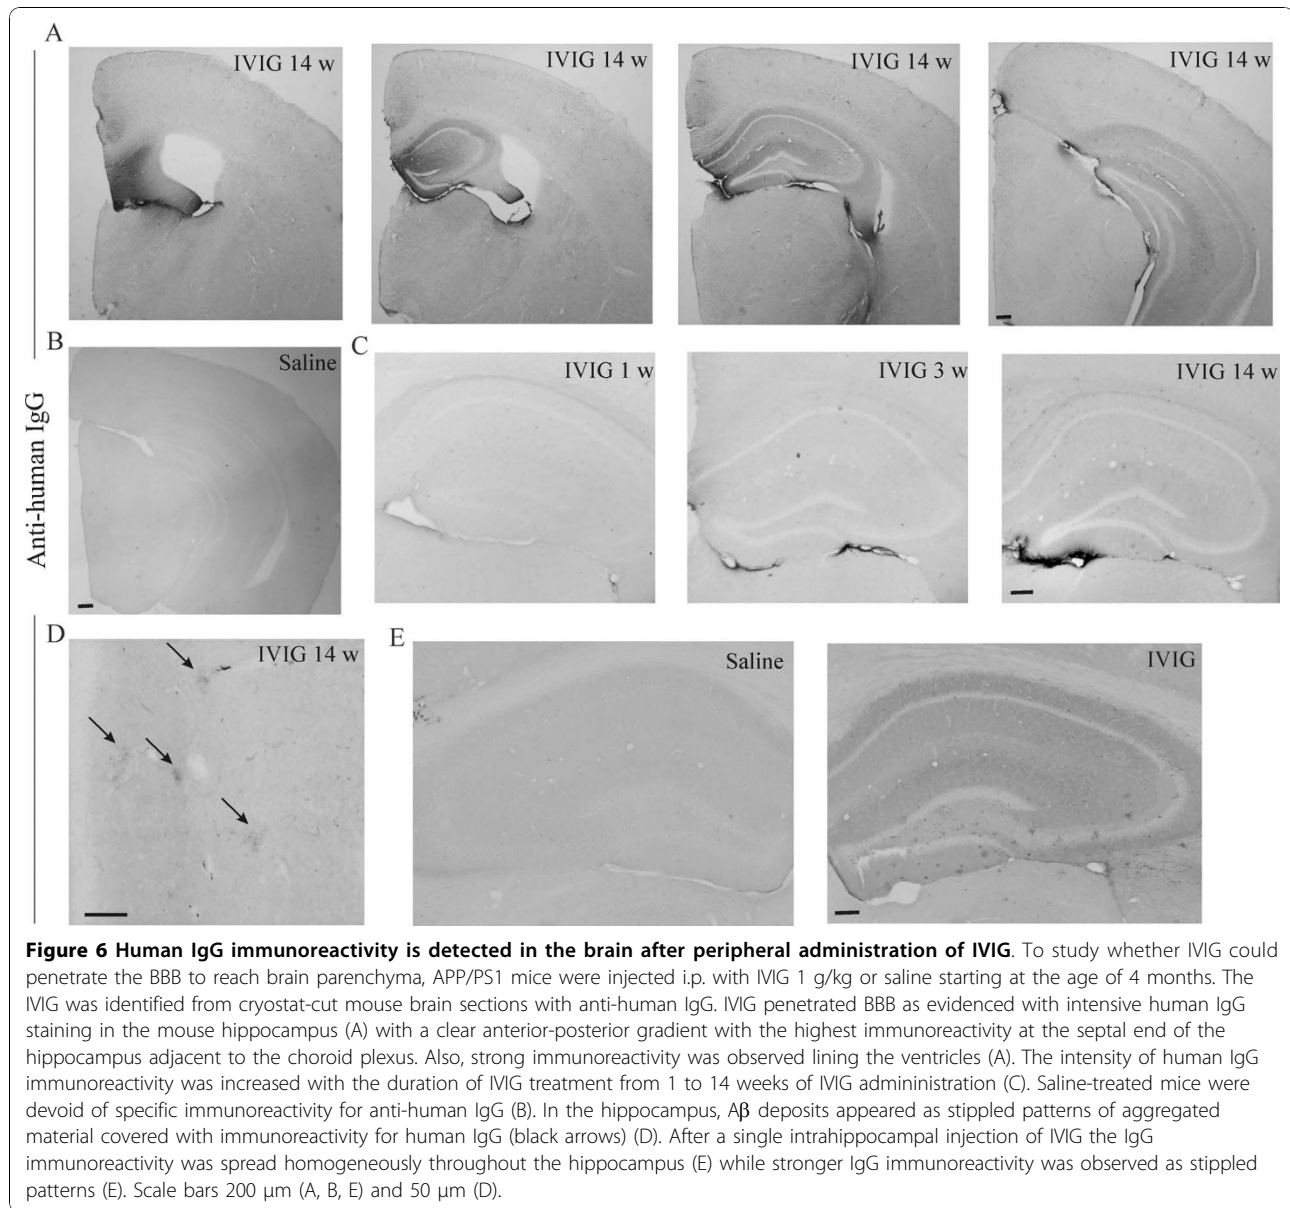 A
IVIG 14 w
IVIG 14 w
IVIG 14 w
IVIG 14 w
Anti-human IgG
B
Saline
C
IVIG 1 w
IVIG 3 w
IVIG 14 w
D
IVIG 14 w
E
Saline
IVIG
Figure 6 Human IgG immunoreactivity is detected in the brain after peripheral administration of IVIG. To study whether IVIG could
penetrate the BBB to reach brain parenchyma, APP/PS1 mice were injected i.p. with IVIG 1 g/kg or saline starting at the age of 4 months. The
IVIG was identified from cryostat-cut mouse brain sections with anti-human IgG. IVIG penetrated BBB as evidenced with intensive human IgG
staining in the mouse hippocampus (A) with a clear anterior-posterior gradient with the highest immunoreactivity at the septal end of the
hippocampus adjacent to the choroid plexus. Also, strong immunoreactivity was observed lining the ventricles (A). The intensity of human IgG
immunoreactivity was increased with the duration of IVIG treatment from 1 to 14 weeks of IVIG admininistration (C). Saline-treated mice were
devoid of specific immunoreactivity for anti-human IgG (B). In the hippocampus, Aβ deposits appeared as stippled patterns of aggregated
material covered with immunoreactivity for human IgG (black arrows) (D). After a single intrahippocampal injection of IVIG the IgG
immunoreactivity was spread homogeneously throughout the hippocampus (E) while stronger IgG immunoreactivity was observed as stippled
patterns (E). Scale bars 200 μm (A, B, E) and 50 μm (D).